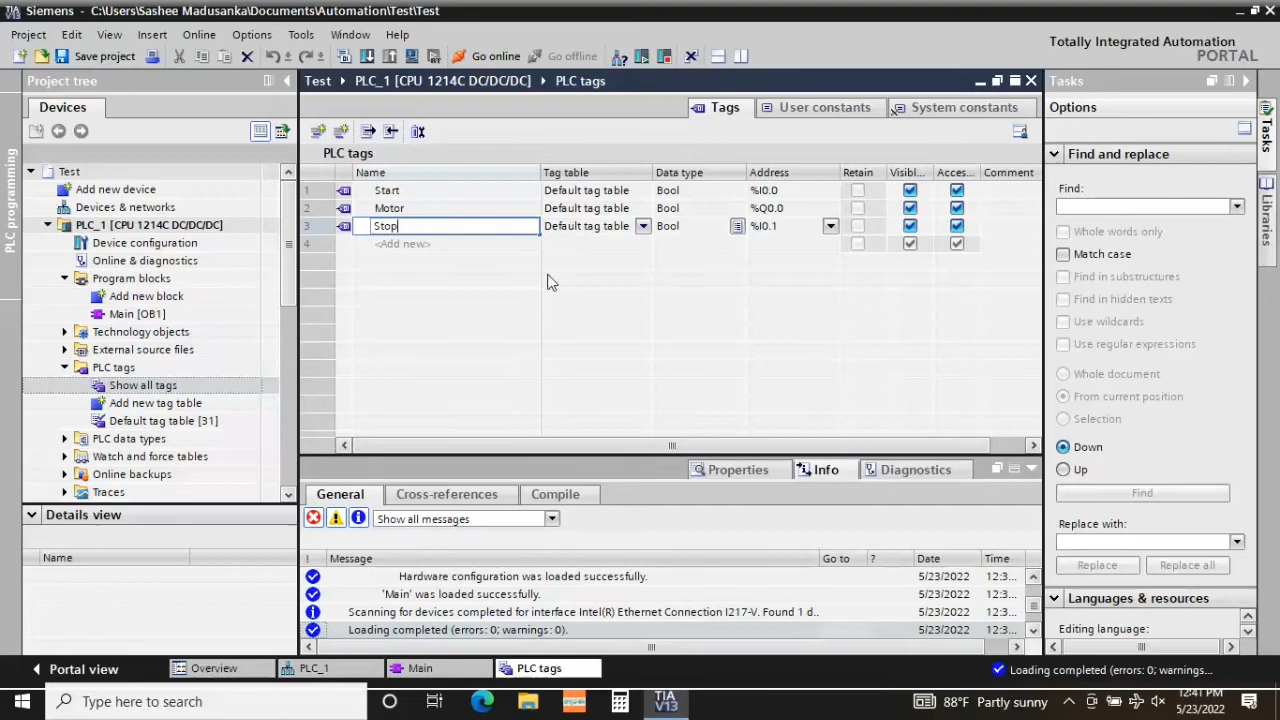 Siemens - C:\Users\Sashee Madusanka\Documents\Automation\Test\Test
Project Edit View Insert Online Options Tools Window Help
Totally Integrated Automation
PORTAL
Save project Go online Go offline
Project tree
Test PLC_1 [CPU 1214C DC/DC/DC] PLC tags
Tasks
Devices
Tags User constants System constants
Options
PLC programming
Tasks
Libraries
PLC tags
Find and replace
Name Tag table Data type Address Retain Visibl... Acces... Comment
1 Start Default tag table Bool %I0.0
2 Motor Default tag table Bool %Q0.0
3 Stop Default tag table Bool %I0.1
4 <Add new>
Test
Add new device
Devices & networks
PLC_1 [CPU 1214C DC/DC/DC]
Device configuration
Online & diagnostics
Program blocks
Add new block
Main [OB1]
Technology objects
External source files
PLC tags
Show all tags
Add new tag table
Default tag table [31]
PLC data types
Watch and force tables
Online backups
Traces
Find:
Whole words only
Match case
Find in substructures
Find in hidden texts
Use wildcards
Use regular expressions
Whole document
From current position
Selection
Down
Up
Find
Replace with:
Replace Replace all
Languages & resources
Editing language:
Details view
Name
Properties Info Diagnostics
General Cross-references Compile
Show all messages
! Message Go to ? Date Time
Hardware configuration was loaded successfully. 5/23/2022 12:3...
'Main' was loaded successfully. 5/23/2022 12:3...
Scanning for devices completed for interface Intel(R) Ethernet Connection I217-V. Found 1 d.. 5/23/2022 12:3...
Loading completed (errors: 0; warnings: 0). 5/23/2022 12:3...
Portal view Overview PLC_1 Main PLC tags
Loading completed (errors: 0; warnings...
Type here to search
TIA
V13
88°F Partly sunny
12:41 PM
5/23/2022